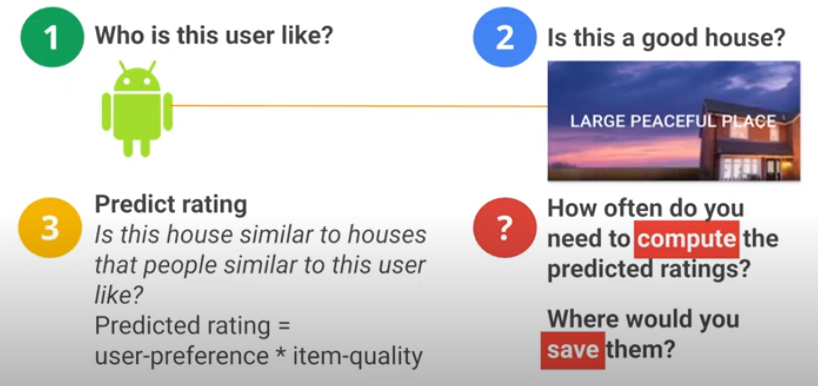 1 Who is this user like?
2 Is this a good house?
LARGE PEACEFUL PLACE
3 Predict rating
Is this house similar to houses
that people similar to this user
like?
Predicted rating =
user-preference * item-quality
? How often do you
need to compute the
predicted ratings?
Where would you
save them?